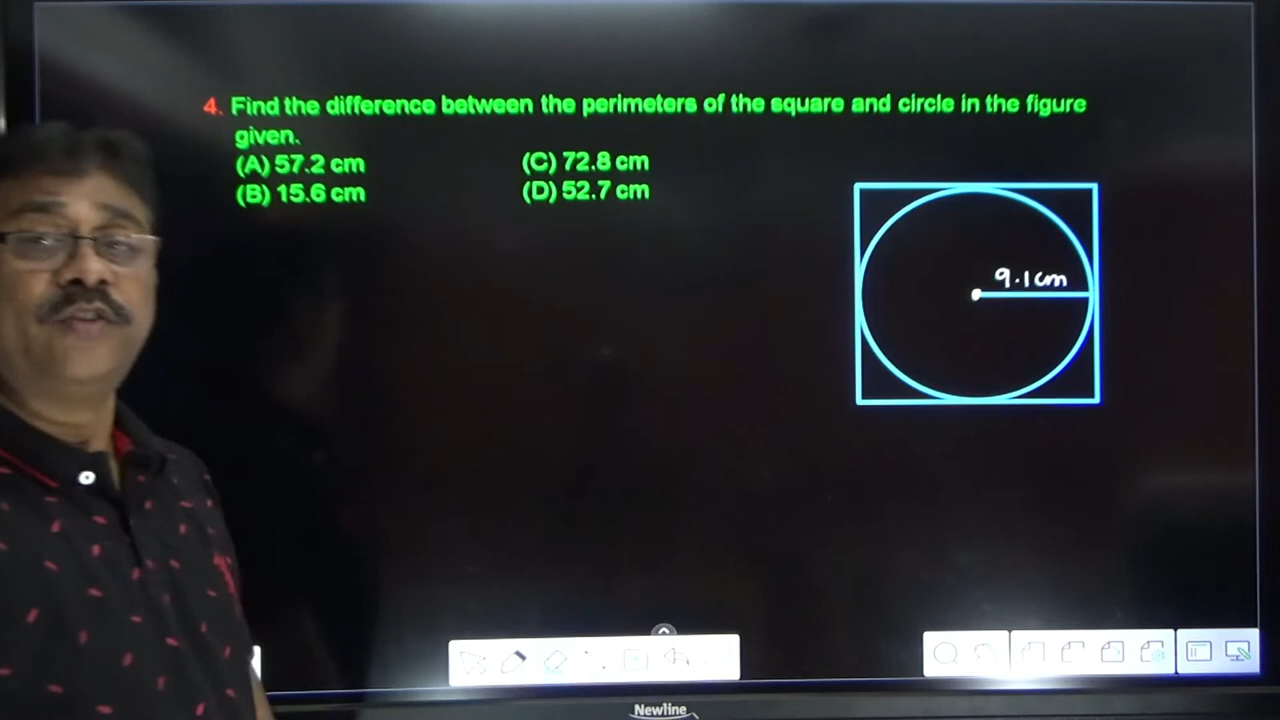 4. Find the difference between the perimeters of the square and circle in the figure
given.
(A) 57.2 cm (C) 72.8 cm
(B) 15.6 cm (D) 52.7 cm
9.1cm
Newline